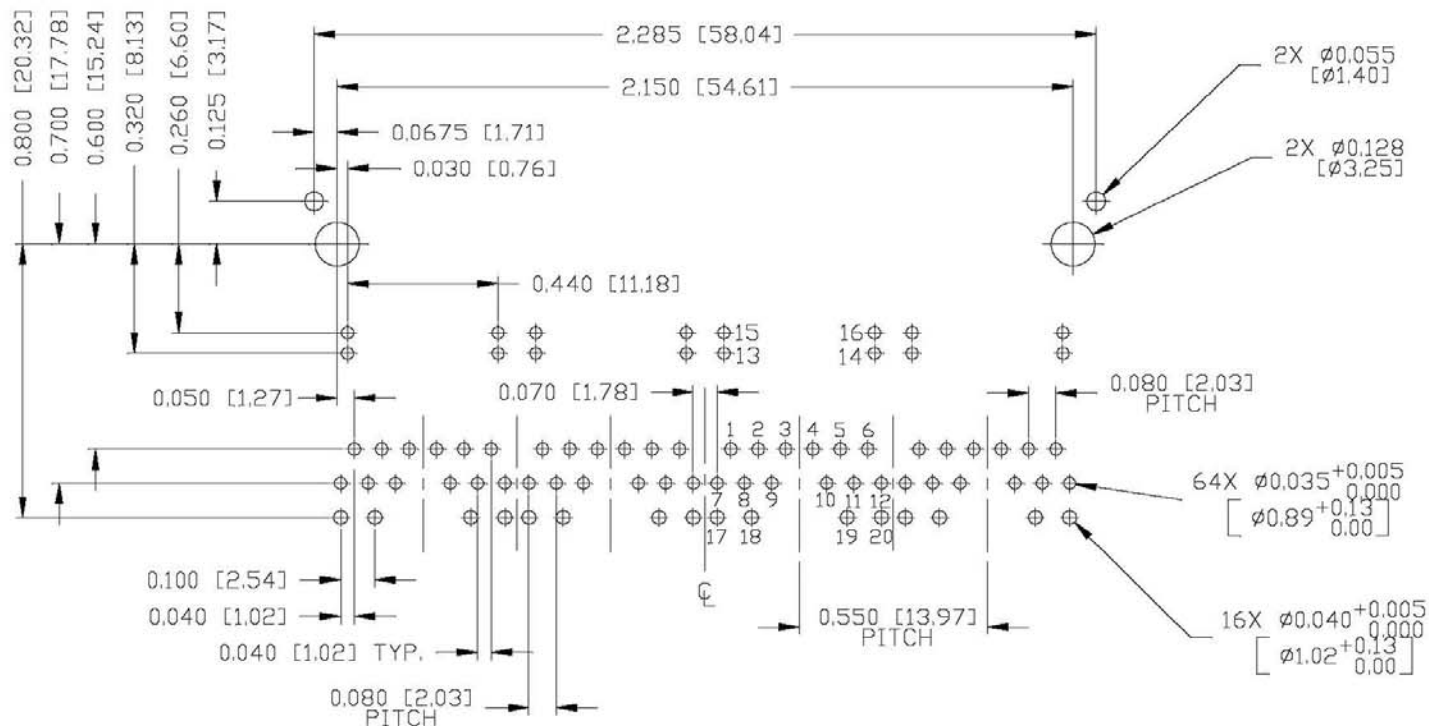 0.800 [20.32]
0.700 [17.78]
0.600 [15.24]
0.320 [8.13]
0.260 [6.60]
0.125 [3.17]
2.285 [58.04]
2.150 [54.61]
0.0675 [1.71]
0.030 [0.76]
2X ø0.055
[ø1.40]
2X ø0.128
[ø3.25]
0.440 [11.18]
15
16
13
14
0.050 [1.27]
0.070 [1.78]
0.080 [2.03]
PITCH
1 2 3 4 5 6
7 8 9 10 11 12
17 18 19 20
64X ø0.035 +0.005
0.000
[ø0.89 +0.13
0.00]
0.100 [2.54]
0.040 [1.02]
0.040 [1.02] TYP.
0.080 [2.03]
PITCH
℄
0.550 [13.97]
PITCH
16X ø0.040 +0.005
0.000
[ø1.02 +0.13
0.00]